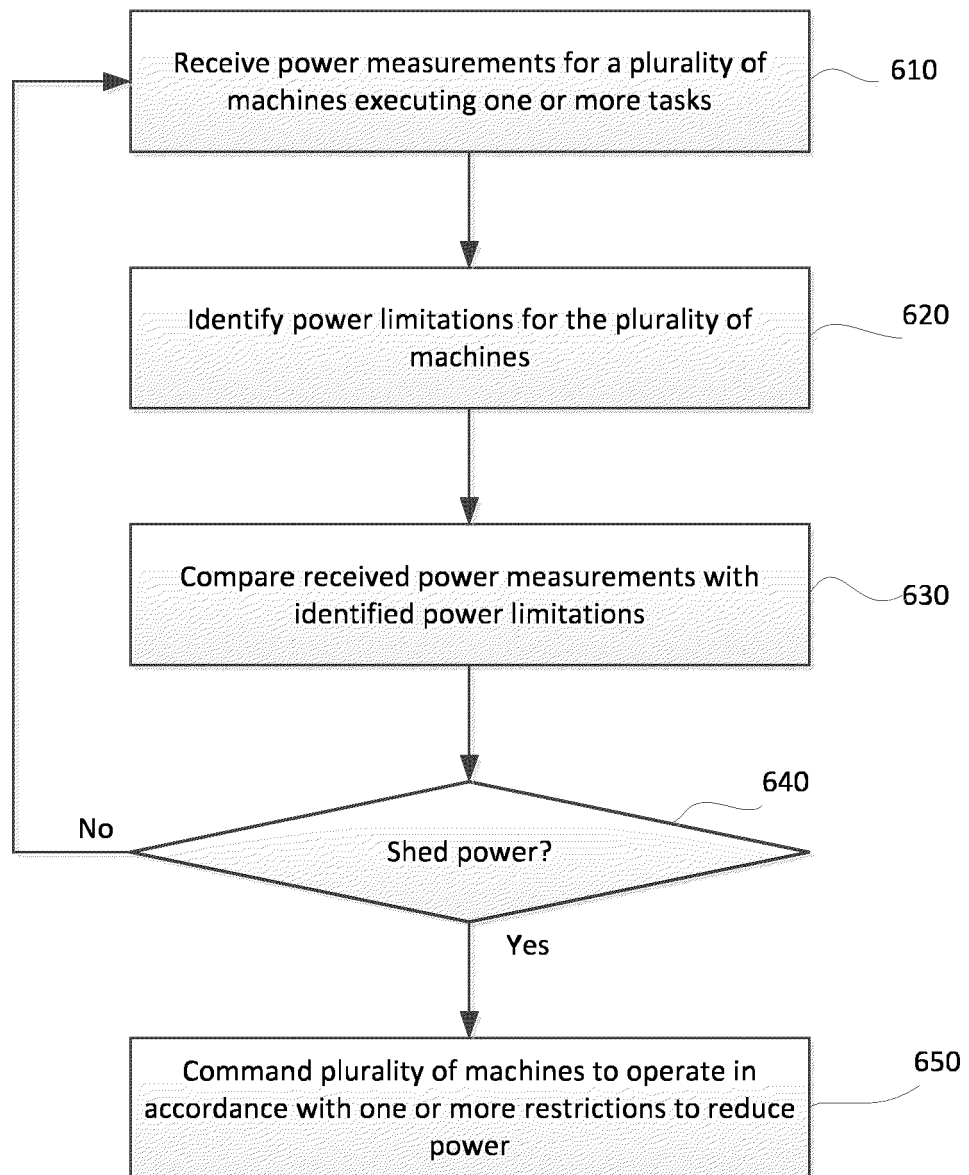 Receive power measurements for a plurality of
machines executing one or more tasks
610
Identify power limitations for the plurality of
machines
620
Compare received power measurements with
identified power limitations
630
640
Shed power?
No
Yes
Command plurality of machines to operate in
accordance with one or more restrictions to reduce
power
650